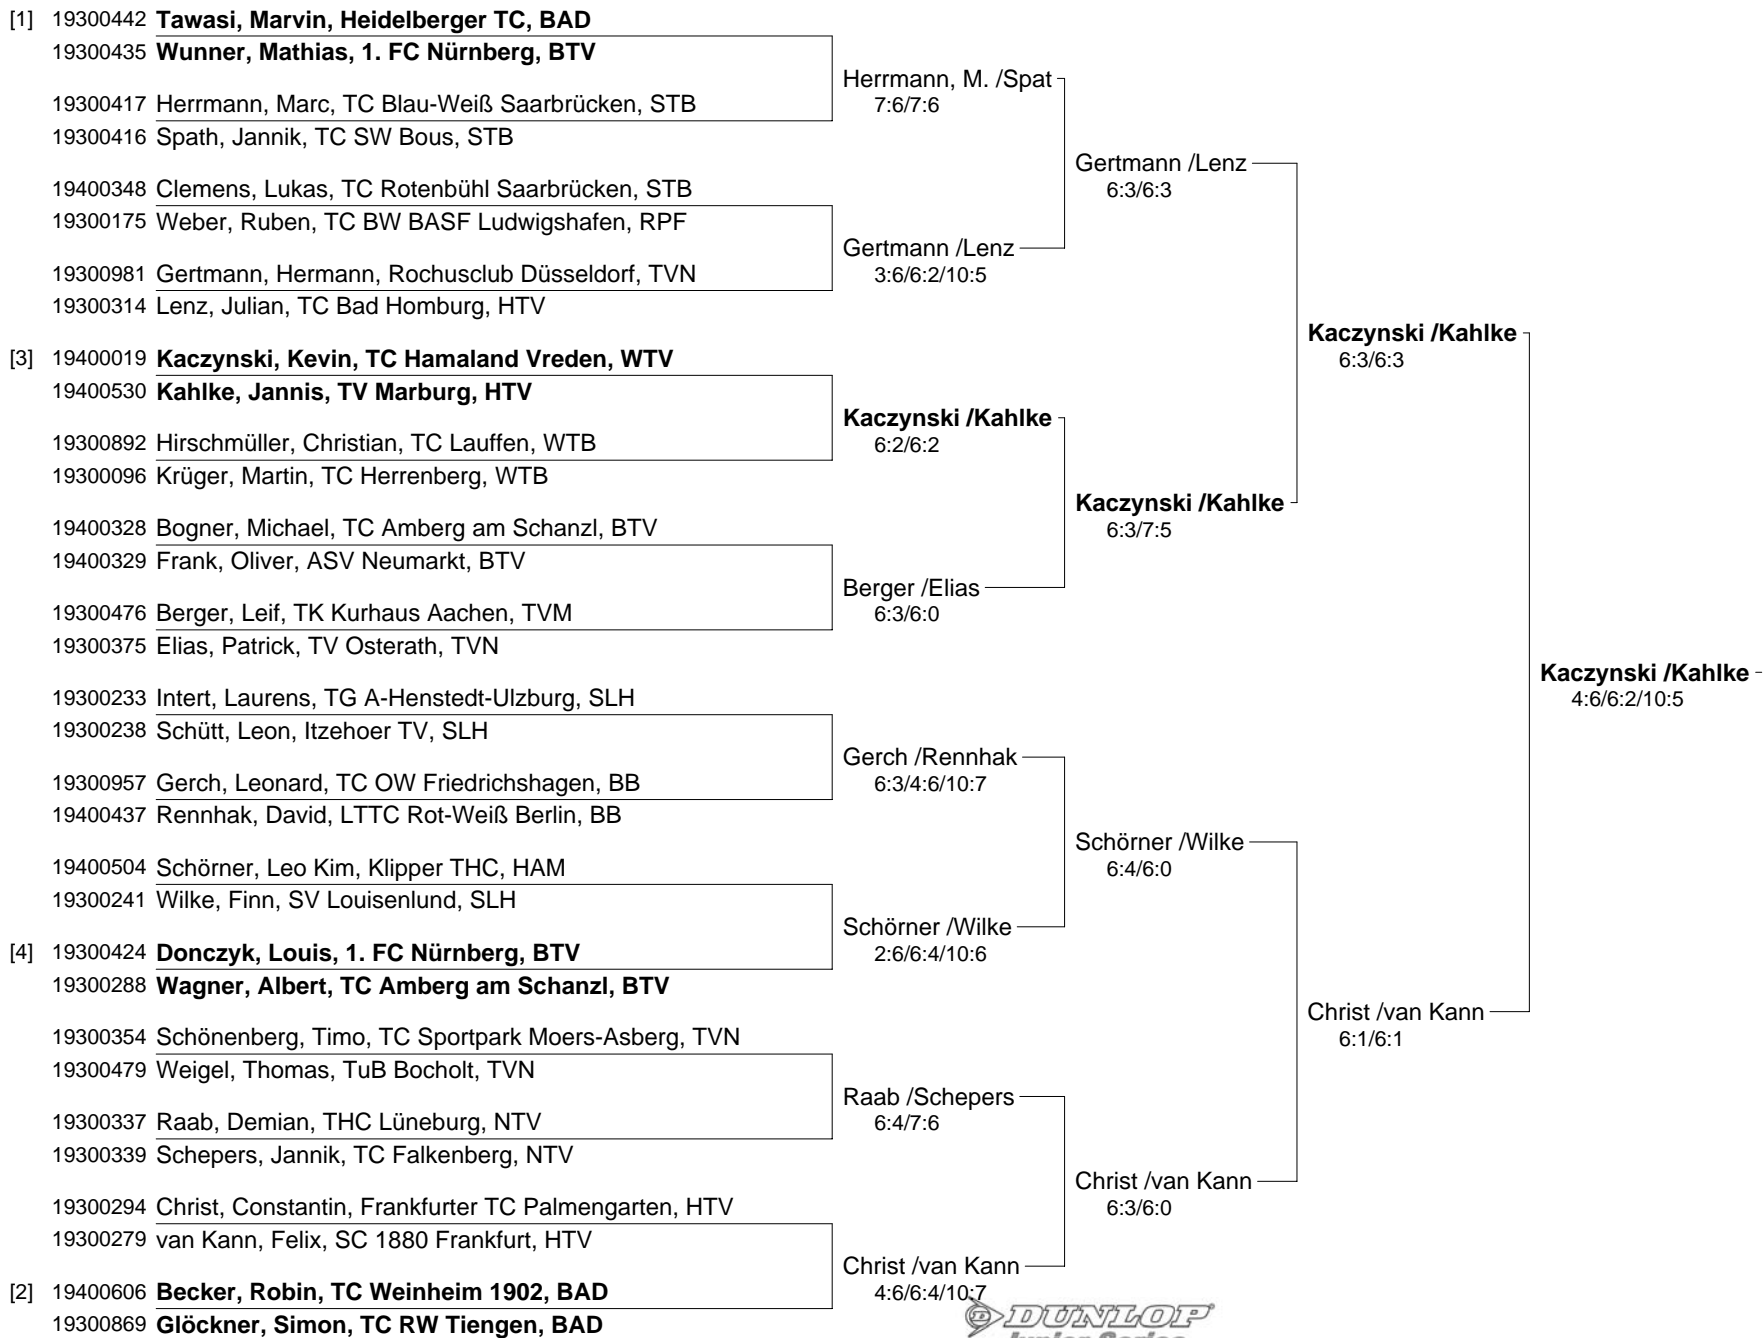 [1] 19300442 Tawasi, Marvin, Heidelberger TC, BAD
19300435 Wunner, Mathias, 1. FC Nürnberg, BTV
Herrmann, M. /Spat
7:6/7:6
19300417 Herrmann, Marc, TC Blau-Weiß Saarbrücken, STB
19300416 Spath, Jannik, TC SW Bous, STB
Gertmann /Lenz
6:3/6:3
19400348 Clemens, Lukas, TC Rotenbühl Saarbrücken, STB
19300175 Weber, Ruben, TC BW BASF Ludwigshafen, RPF
Gertmann /Lenz
3:6/6:2/10:5
19300981 Gertmann, Hermann, Rochusclub Düsseldorf, TVN
19300314 Lenz, Julian, TC Bad Homburg, HTV
Kaczynski /Kahlke
6:3/6:3
[3] 19400019 Kaczynski, Kevin, TC Hamaland Vreden, WTV
19400530 Kahlke, Jannis, TV Marburg, HTV
Kaczynski /Kahlke
6:2/6:2
19300892 Hirschmüller, Christian, TC Lauffen, WTB
19300096 Krüger, Martin, TC Herrenberg, WTB
Kaczynski /Kahlke
6:3/7:5
19400328 Bogner, Michael, TC Amberg am Schanzl, BTV
19400329 Frank, Oliver, ASV Neumarkt, BTV
Berger /Elias
6:3/6:0
19300476 Berger, Leif, TK Kurhaus Aachen, TVM
19300375 Elias, Patrick, TV Osterath, TVN
Kaczynski /Kahlke
4:6/6:2/10:5
19300233 Intert, Laurens, TG A-Henstedt-Ulzburg, SLH
19300238 Schütt, Leon, Itzehoer TV, SLH
Gerch /Rennhak
6:3/4:6/10:7
19300957 Gerch, Leonard, TC OW Friedrichshagen, BB
19400437 Rennhak, David, LTTC Rot-Weiß Berlin, BB
Schörner /Wilke
6:4/6:0
19400504 Schörner, Leo Kim, Klipper THC, HAM
19300241 Wilke, Finn, SV Louisenlund, SLH
Schörner /Wilke
2:6/6:4/10:6
[4] 19300424 Donczyk, Louis, 1. FC Nürnberg, BTV
19300288 Wagner, Albert, TC Amberg am Schanzl, BTV
Christ /van Kann
6:1/6:1
19300354 Schönenberg, Timo, TC Sportpark Moers-Asberg, TVN
19300479 Weigel, Thomas, TuB Bocholt, TVN
Raab /Schepers
6:4/7:6
19300337 Raab, Demian, THC Lüneburg, NTV
19300339 Schepers, Jannik, TC Falkenberg, NTV
Christ /van Kann
6:3/6:0
19300294 Christ, Constantin, Frankfurter TC Palmengarten, HTV
19300279 van Kann, Felix, SC 1880 Frankfurt, HTV
Christ /van Kann
4:6/6:4/10:7
[2] 19400606 Becker, Robin, TC Weinheim 1902, BAD
19300869 Glöckner, Simon, TC RW Tiengen, BAD
DUNLOP
Junior Series